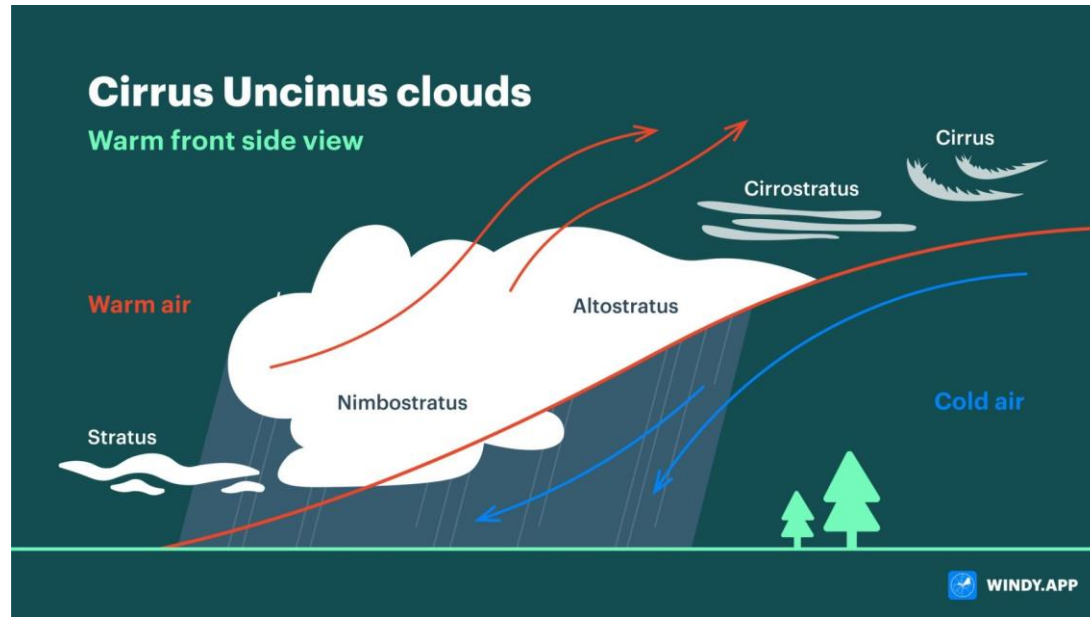 Cirrus Uncinus clouds
Warm front side view
Cirrus
Cirrostratus
Warm air
Altostratus
Nimbostratus
Cold air
Stratus
WINDY.APP